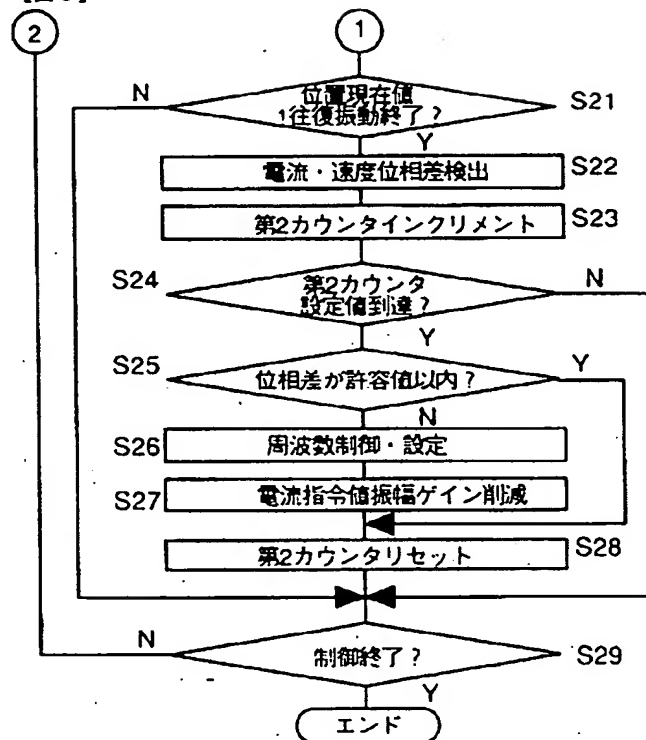 2
1
N
位置現在値
1往復振動終了?
S21
Y
電流・速度位相差検出
S22
第2カウンタインクリメント
S23
S24
第2カウンタ
設定値到達?
N
Y
S25
位相差が許容値以内?
Y
N
S26
周波数制御・設定
S27
電流指令値振幅ゲイン削減
第2カウンタリセット
S28
N
制御終了?
S29
Y
エンド